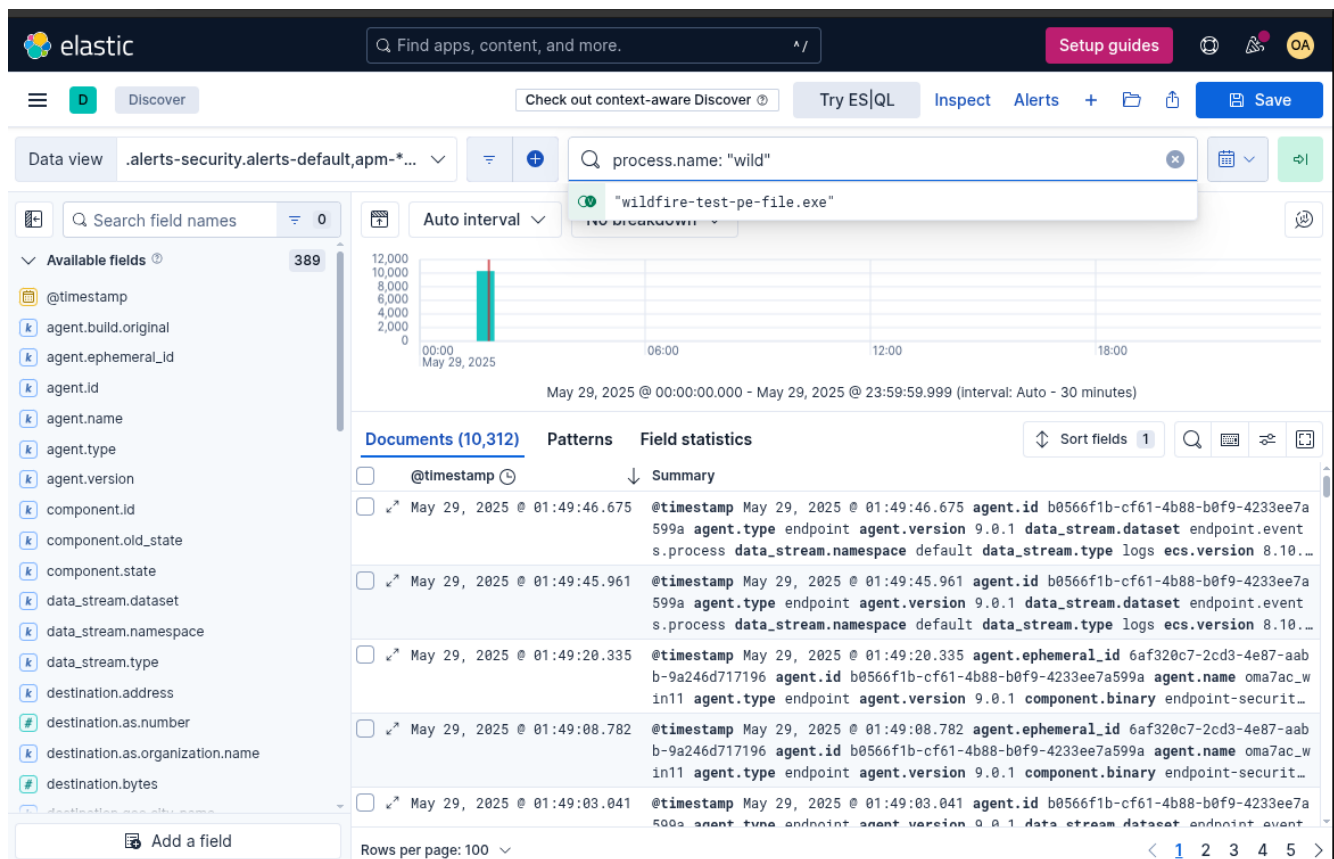 elastic
Find apps, content, and more.
^/
Setup guides
OA
D
Discover
Check out context-aware Discover
Try ES|QL
Inspect
Alerts
+
Save
Data view
.alerts-security.alerts-default,apm-*...
process.name: "wild"
"wildfire-test-pe-file.exe"
Search field names
0
Auto interval
No breakdown
Available fields
389
@timestamp
k agent.build.original
k agent.ephemeral_id
k agent.id
k agent.name
k agent.type
k agent.version
k component.id
k component.old_state
k component.state
k data_stream.dataset
k data_stream.namespace
k data_stream.type
k destination.address
# destination.as.number
k destination.as.organization.name
# destination.bytes
k destination.geo.city_name
Add a field
12,000
10,000
8,000
6,000
4,000
2,000
0
00:00
May 29, 2025
06:00
12:00
18:00
May 29, 2025 @ 00:00:00.000 - May 29, 2025 @ 23:59:59.999 (interval: Auto - 30 minutes)
Documents (10,312)
Patterns
Field statistics
Sort fields 1
@timestamp
Summary
May 29, 2025 @ 01:49:46.675
@timestamp May 29, 2025 @ 01:49:46.675 agent.id b0566f1b-cf61-4b88-b0f9-4233ee7a
599a agent.type endpoint agent.version 9.0.1 data_stream.dataset endpoint.event
s.process data_stream.namespace default data_stream.type logs ecs.version 8.10.…
May 29, 2025 @ 01:49:45.961
@timestamp May 29, 2025 @ 01:49:45.961 agent.id b0566f1b-cf61-4b88-b0f9-4233ee7a
599a agent.type endpoint agent.version 9.0.1 data_stream.dataset endpoint.event
s.process data_stream.namespace default data_stream.type logs ecs.version 8.10.…
May 29, 2025 @ 01:49:20.335
@timestamp May 29, 2025 @ 01:49:20.335 agent.ephemeral_id 6af320c7-2cd3-4e87-aab
b-9a246d717196 agent.id b0566f1b-cf61-4b88-b0f9-4233ee7a599a agent.name oma7ac_w
in11 agent.type endpoint agent.version 9.0.1 component.binary endpoint-securit…
May 29, 2025 @ 01:49:08.782
@timestamp May 29, 2025 @ 01:49:08.782 agent.ephemeral_id 6af320c7-2cd3-4e87-aab
b-9a246d717196 agent.id b0566f1b-cf61-4b88-b0f9-4233ee7a599a agent.name oma7ac_w
in11 agent.type endpoint agent.version 9.0.1 component.binary endpoint-securit…
May 29, 2025 @ 01:49:03.041
@timestamp May 29, 2025 @ 01:49:03.041 agent.id b0566f1b-cf61-4b88-b0f9-4233ee7a
599a agent.type endpoint agent.version 9.0.1 data_stream.dataset endpoint.event
Rows per page: 100
< 1 2 3 4 5 >